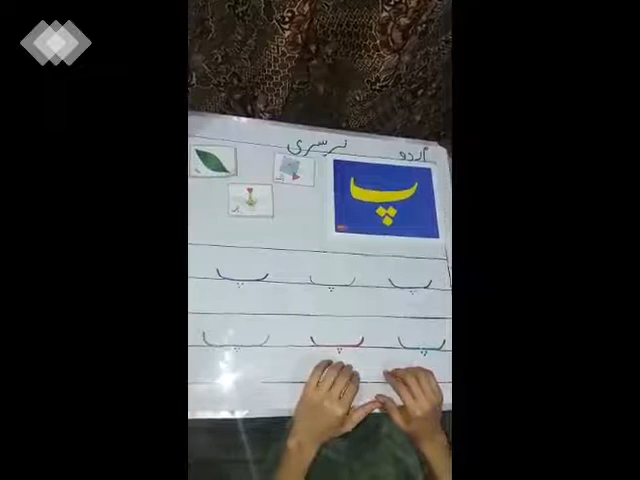 اردو نرسری
پ
پ پ پ
پ پ پ